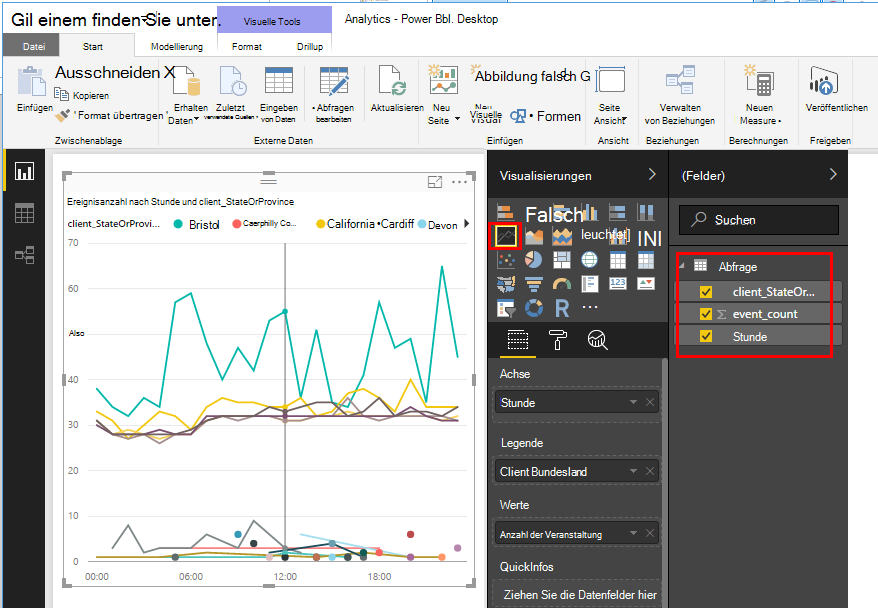 Gil einem finden Sie unter.
Visuelle Tools
Analytics - Power Bbl. Desktop
Datei
Start
Modellierung
Format
Drillup
Einfügen
Ausschneiden X
Kopieren
Format übertragen
Zwischenablage
Erhalten
Daten
Zuletzt
verwendete Quellen
Eingeben
von Daten
Abfragen
bearbeiten
Externe Daten
Aktualisieren
Neu
Seite
Neu
Visuelle
Visual
Abbildung falsch G
• Formen
Einfügen
Seite
Ansicht
Ansicht
Verwalten
von Beziehungen
Beziehungen
Neuen
Measure
Berechnungen
Veröffentlichen
Freigeben
Ereignisanzahl nach Stunde und client_StateOrProvince
client_StateOrProvi...
Bristol
Caerphilly Co...
California•Cardiff
Devon
70
60
Also
40
30
20
10
0
00:00
06:00
12:00
18:00
Visualisierungen
Falsch
leuchtet]
INI
123
R
...
Achse
Stunde
Legende
Client Bundesland
Werte
Anzahl der Veranstaltung
QuickInfos
Ziehen Sie die Datenfelder hier
(Felder)
Suchen
Abfrage
client_StateOr...
Σ event_count
Stunde